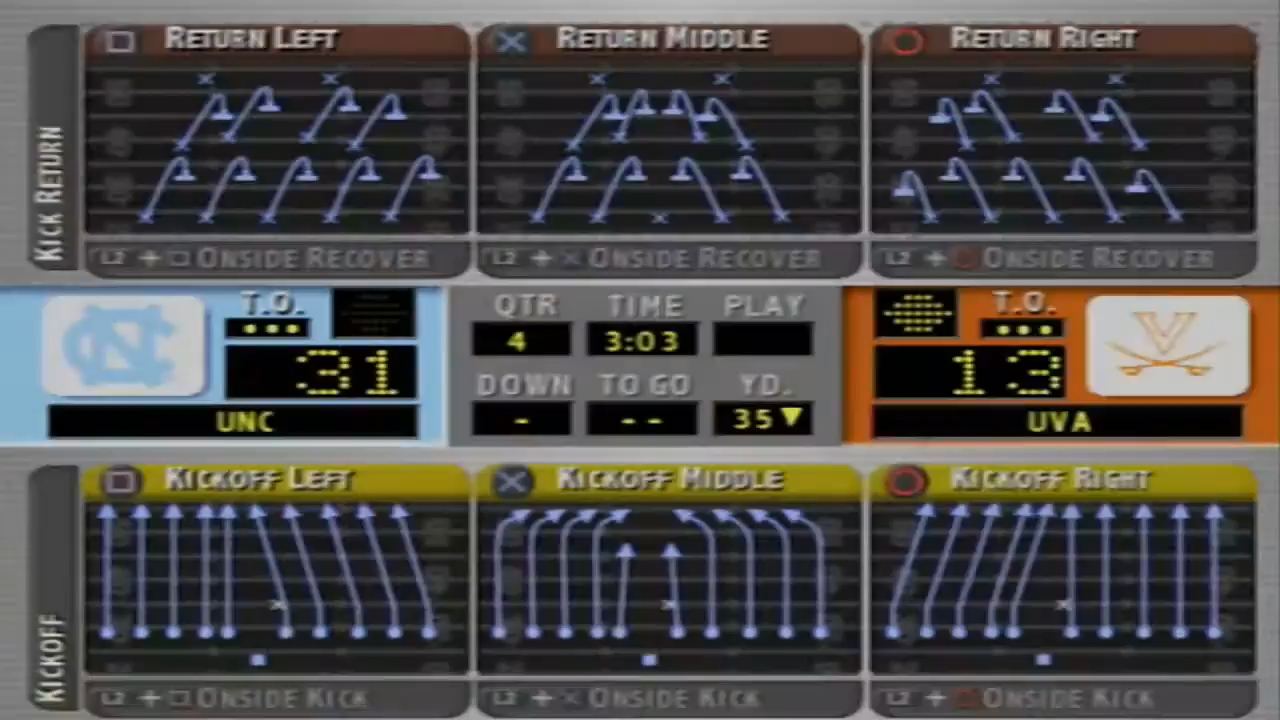 RETURN LEFT
RETURN MIDDLE
RETURN RIGHT
KICK RETURN
L2 + □ ONSIDE RECOVER
L2 + × ONSIDE RECOVER
L2 + ○ ONSIDE RECOVER
NC
T.O.
31
UNC
QTR TIME PLAY
4 3:03
DOWN TO GO YD.
- -- 35▼
T.O.
13
V
UVA
KICKOFF LEFT
KICKOFF MIDDLE
KICKOFF RIGHT
KICKOFF
L2 + □ ONSIDE KICK
L2 + × ONSIDE KICK
L2 + ○ ONSIDE KICK